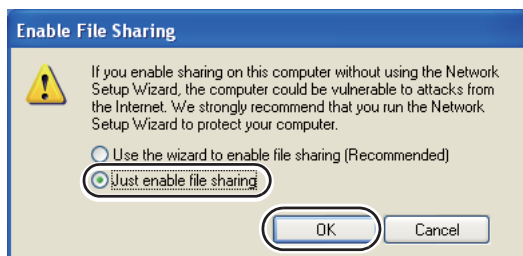 Enable File Sharing
If you enable sharing on this computer without using the Network
Setup Wizard, the computer could be vulnerable to attacks from
the Internet. We strongly recommend that you run the Network
Setup Wizard to protect your computer.
Use the wizard to enable file sharing (Recommended)
Just enable file sharing
OK Cancel